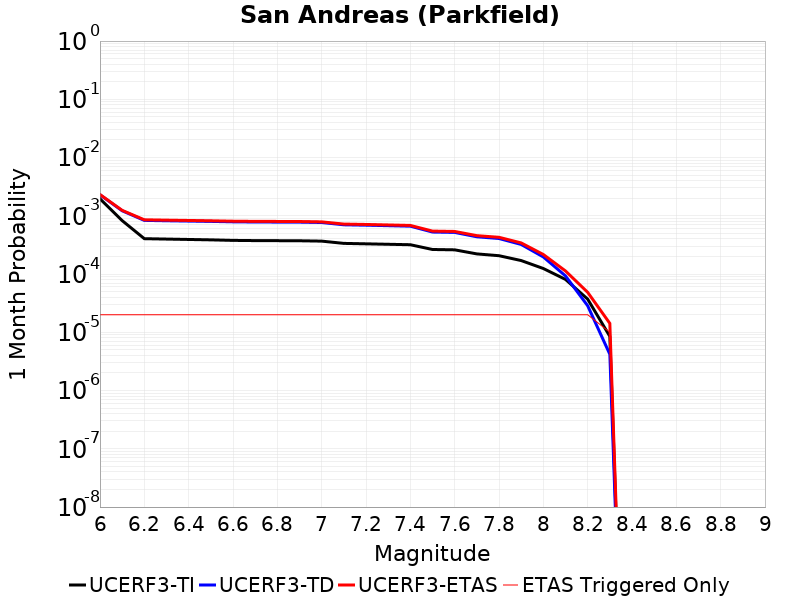 San Andreas (Parkfield)
10^0
10^-1
10^-2
10^-3
10^-4
10^-5
10^-6
10^-7
10^-8
1 Month Probability
6 6.2 6.4 6.6 6.8 7 7.2 7.4 7.6 7.8 8 8.2 8.4 8.6 8.8 9
Magnitude
UCERF3-TI UCERF3-TD UCERF3-ETAS ETAS Triggered Only